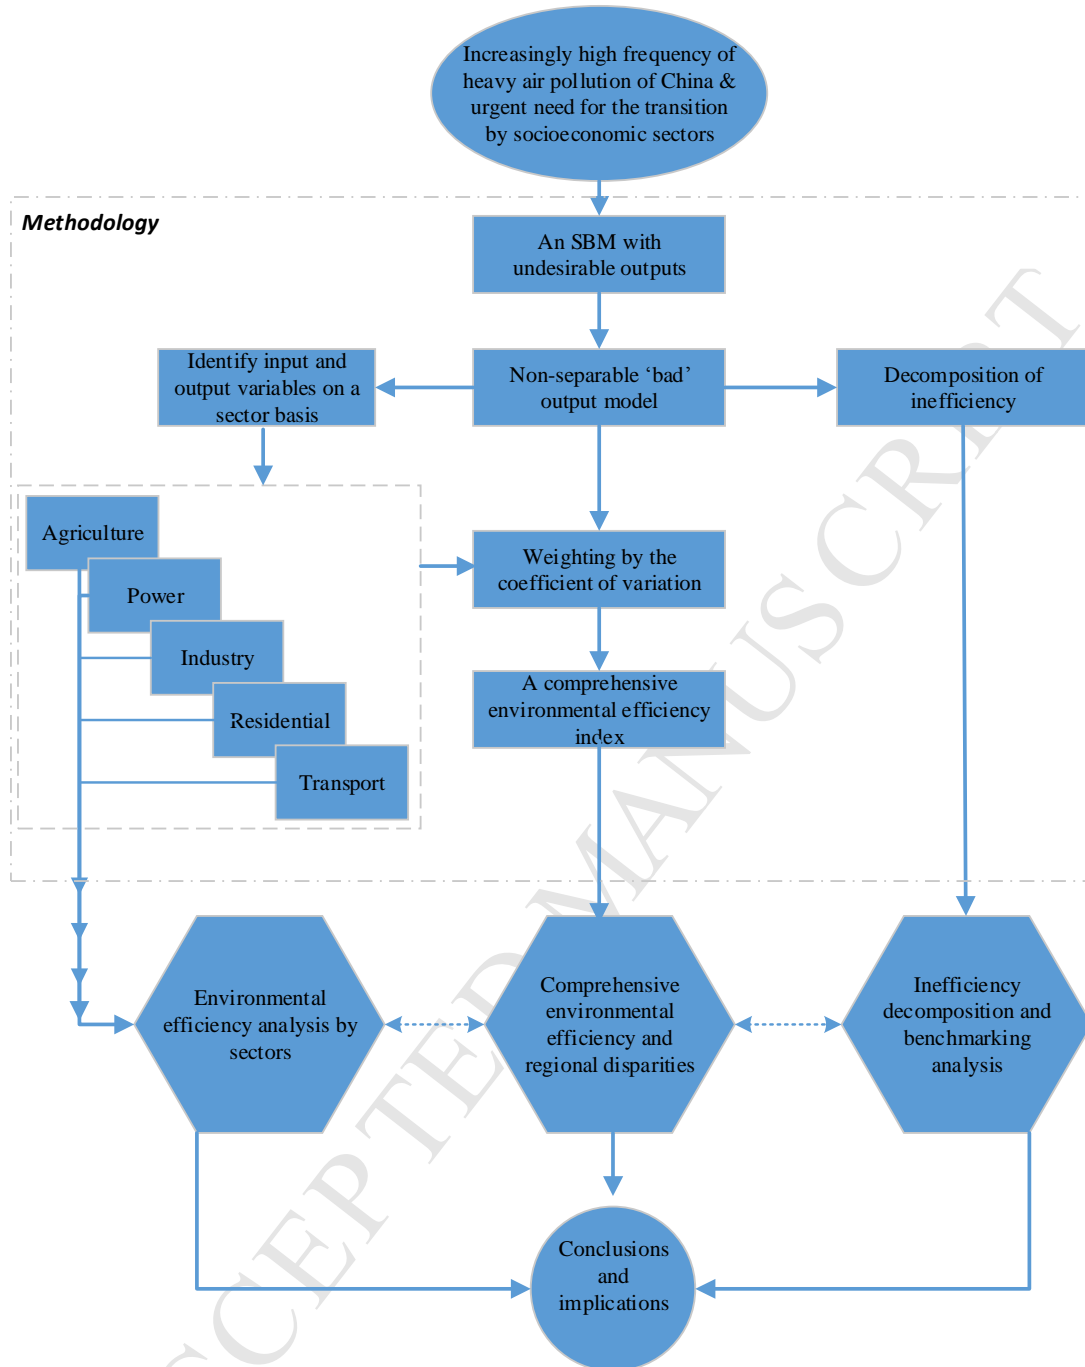 Increasingly high frequency of
heavy air pollution of China &
urgent need for the transition
by socioeconomic sectors
Methodology
An SBM with
undesirable outputs
Identify input and
output variables on a
sector basis
Non-separable ‘bad’
output model
Decomposition of
inefficiency
Agriculture
Power
Industry
Residential
Transport
Weighting by the
coefficient of variation
A comprehensive
environmental efficiency
index
Environmental
efficiency analysis by
sectors
Comprehensive
environmental
efficiency and
regional disparities
Inefficiency
decomposition and
benchmarking
analysis
Conclusions
and
implications
CCEPTED MANUSCRIPT